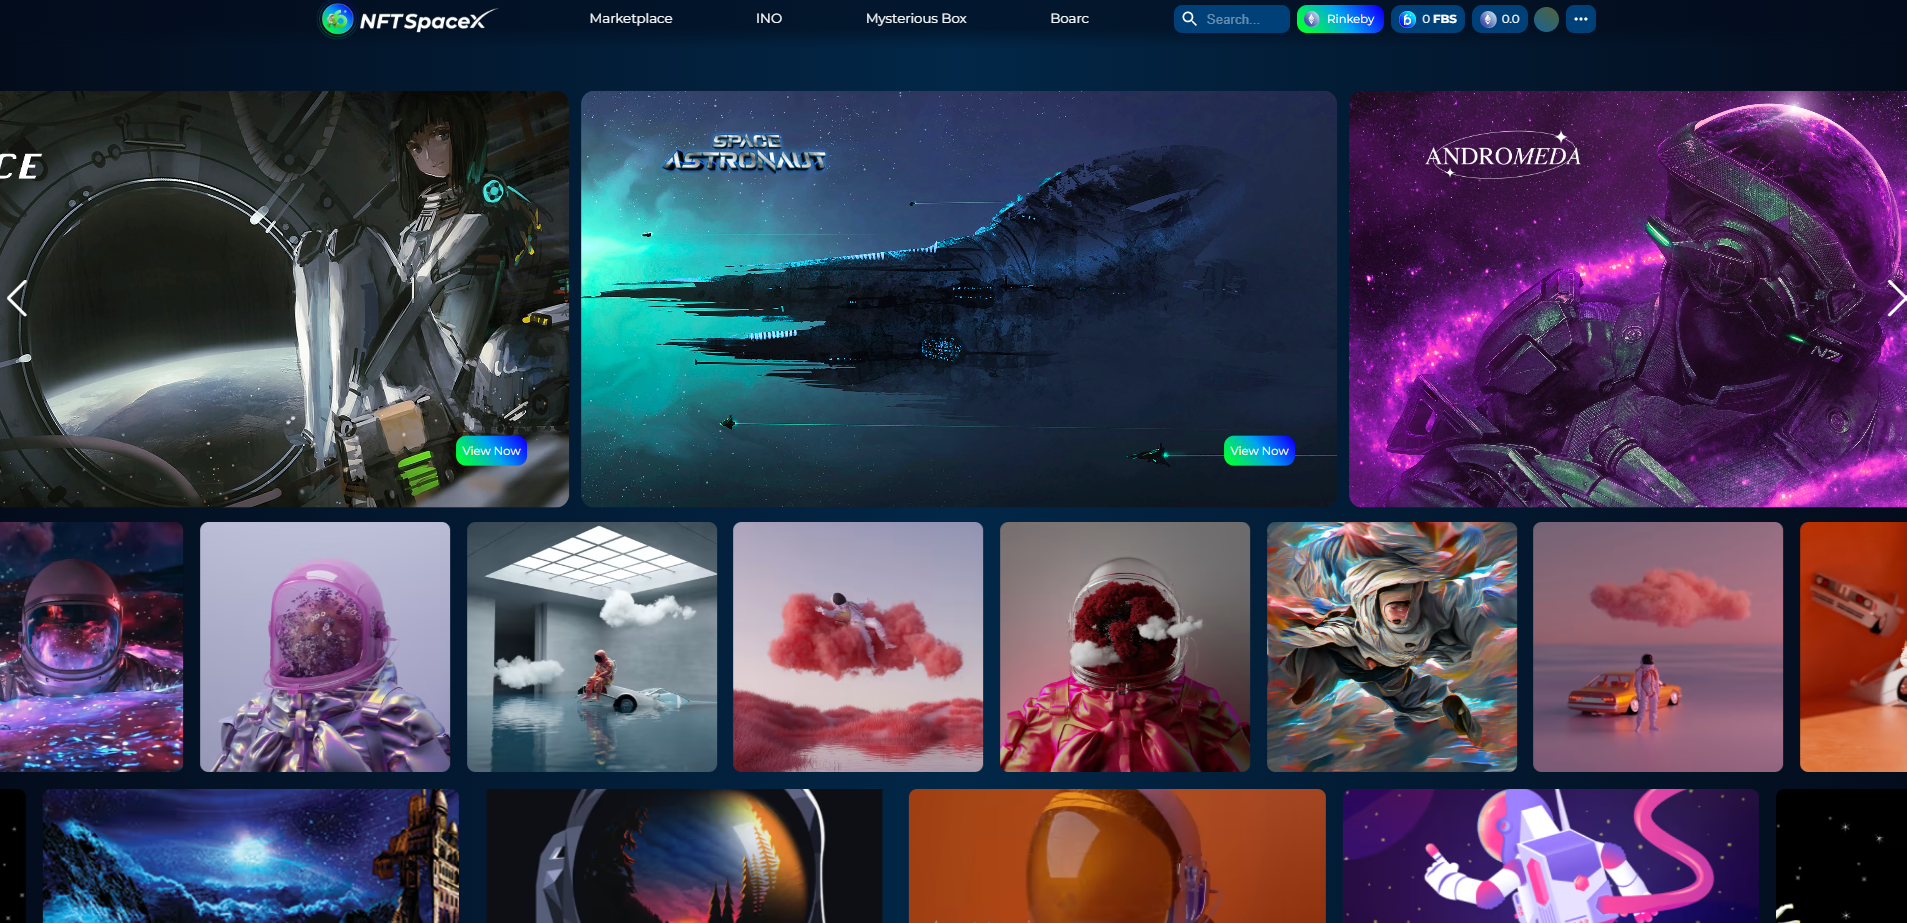 NFTSpaceX
Marketplace
INO
Mysterious Box
Boarc
Search...
Rinkeby
0 FBS
0.0
CE
SPACE
ASTRONAUT
ANDROMEDA
N7
View Now
View Now